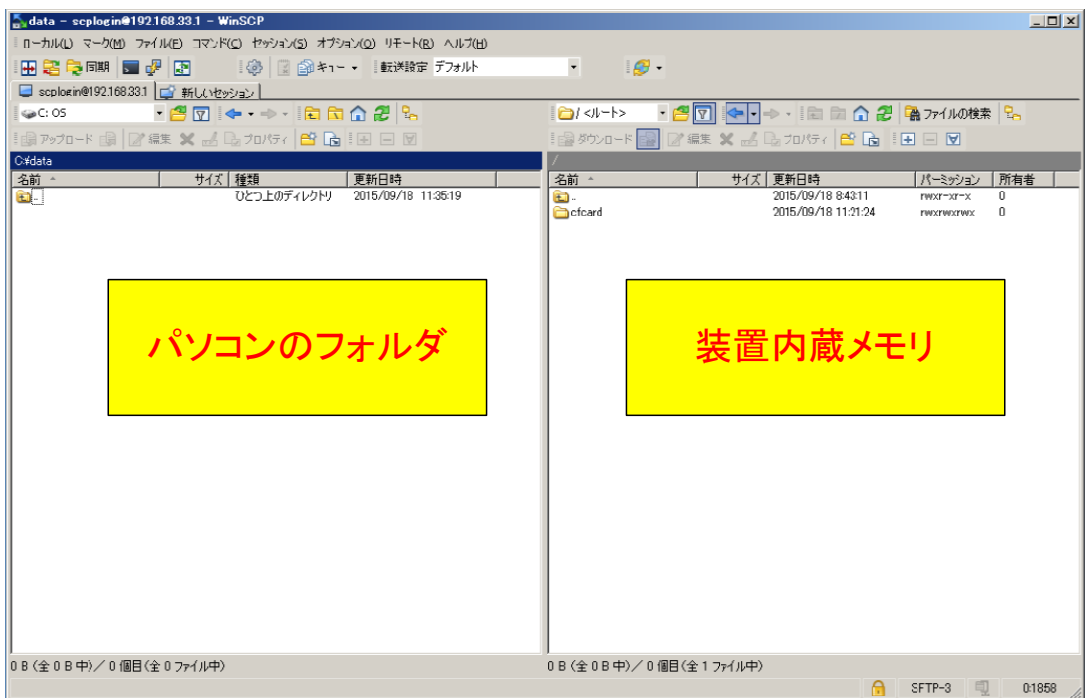 data - scplogin@192.168.33.1 - WinSCP
ローカル(L) マーク(M) ファイル(F) コマンド(C) セッション(S) オプション(O) リモート(R) ヘルプ(H)
同期 キュー 転送設定 デフォルト
scplogin@192.168.33.1 新しいセッション
C: OS / <ルート> ファイルの検索
アップロード 編集 プロパティ ダウンロード 編集 プロパティ
C:¥data /
名前 サイズ 種類 更新日時 名前 サイズ 更新日時 パーミッション 所有者
.. ひとつ上のディレクトリ 2015/09/18 11:35:19 .. 2015/09/18 8:43:11 rwxr-xr-x 0
cfcard 2015/09/18 11:21:24 rwxrwxrwx 0
パソコンのフォルダ 装置内蔵メモリ
0 B (全 0 B 中) / 0 個目(全 0 ファイル中) 0 B (全 0 B 中) / 0 個目(全 1 ファイル中)
SFTP-3 0:18:58